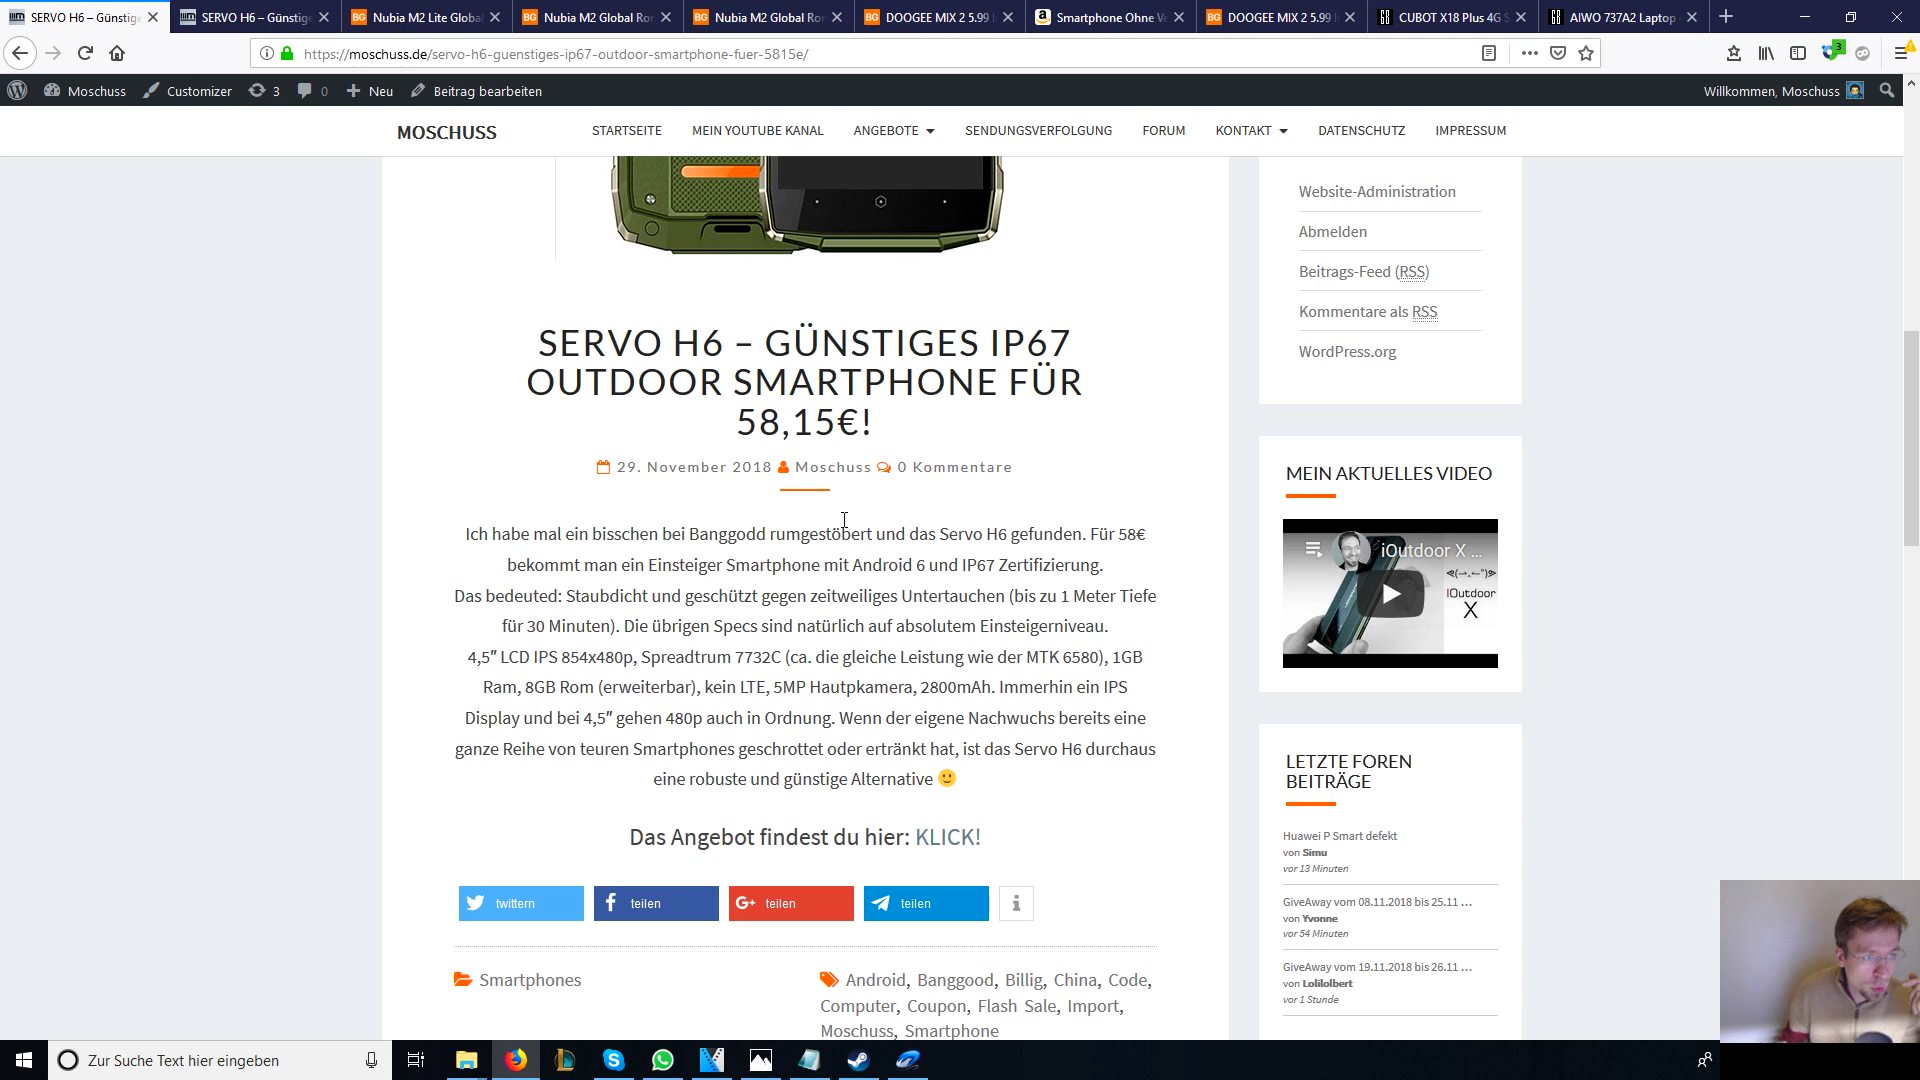 SERVO H6 – Günstige
SERVO H6 – Günstig
Nubia M2 Lite Global
Nubia M2 Global Ro
Nubia M2 Global Ro
DOOGEE MIX 2 5.99
Smartphone Ohne Ve
DOOGEE MIX 2 5.99
CUBOT X18 Plus 4G S
AIWO 737A2 Laptop
https://moschuss.de/servo-h6-guenstiges-ip67-outdoor-smartphone-fuer-5815e/
3
Moschuss
Customizer
3
0
Neu
Beitrag bearbeiten
Willkommen, Moschuss
MOSCHUSS
STARTSEITE
MEIN YOUTUBE KANAL
ANGEBOTE
SENDUNGSVERFOLGUNG
FORUM
KONTAKT
DATENSCHUTZ
IMPRESSUM
SERVO H6 – GÜNSTIGES IP67
OUTDOOR SMARTPHONE FÜR
58,15€!
29. November 2018 Moschuss 0 Kommentare
Ich habe mal ein bisschen bei Banggodd rumgestöbert und das Servo H6 gefunden. Für 58€
bekommt man ein Einsteiger Smartphone mit Android 6 und IP67 Zertifizierung.
Das bedeuted: Staubdicht und geschützt gegen zeitweiliges Untertauchen (bis zu 1 Meter Tiefe
für 30 Minuten). Die übrigen Specs sind natürlich auf absolutem Einsteigerniveau.
4,5″ LCD IPS 854x480p, Spreadtrum 7732C (ca. die gleiche Leistung wie der MTK 6580), 1GB
Ram, 8GB Rom (erweiterbar), kein LTE, 5MP Hautpkamera, 2800mAh. Immerhin ein IPS
Display und bei 4,5″ gehen 480p auch in Ordnung. Wenn der eigene Nachwuchs bereits eine
ganze Reihe von teuren Smartphones geschrottet oder ertränkt hat, ist das Servo H6 durchaus
eine robuste und günstige Alternative 🙂
Das Angebot findest du hier: KLICK!
twittern
teilen
teilen
teilen
Smartphones
Android, Banggood, Billig, China, Code,
Computer, Coupon, Flash Sale, Import,
Moschuss, Smartphone
Website-Administration
Abmelden
Beitrags-Feed (RSS)
Kommentare als RSS
WordPress.org
MEIN AKTUELLES VIDEO
iOutdoor X ...
IOutdoor
X
LETZTE FOREN
BEITRÄGE
Huawei P Smart defekt
von Simu
vor 13 Minuten
GiveAway vom 08.11.2018 bis 25.11 ...
von Yvonne
vor 54 Minuten
GiveAway vom 19.11.2018 bis 26.11 ...
von Lolilolbert
vor 1 Stunde
Zur Suche Text hier eingeben